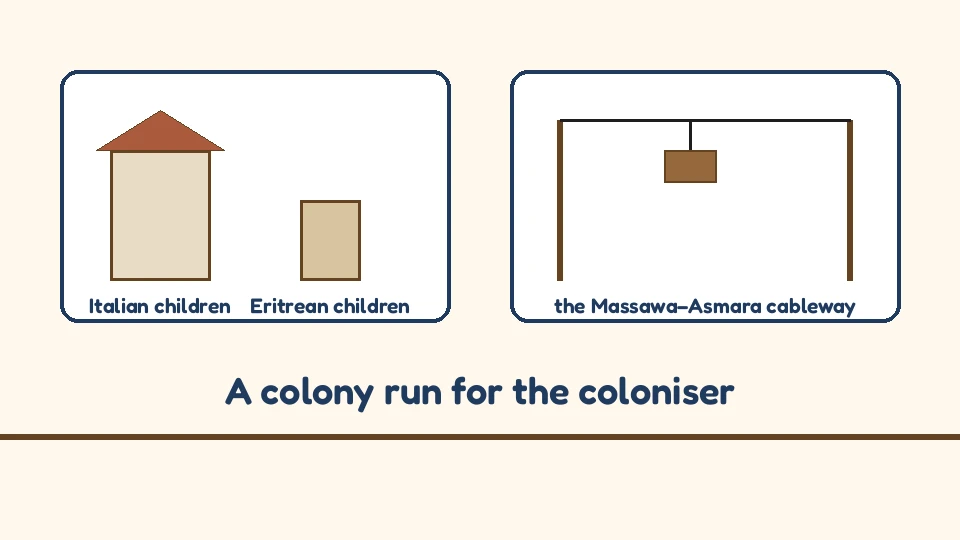 Italian children
Eritrean children
the Massawa–Asmara cableway
A colony run for the coloniser